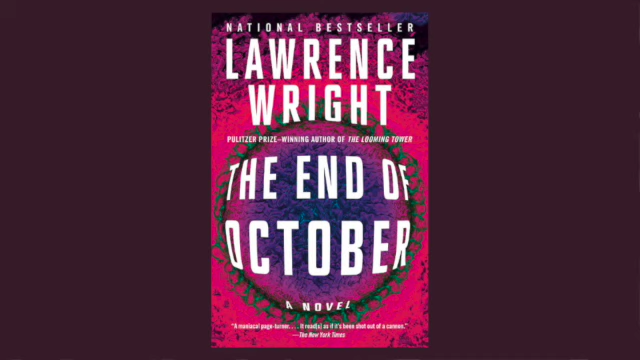 NATIONAL BESTSELLER
LAWRENCE
WRIGHT
PULITZER PRIZE–WINNING AUTHOR OF THE LOOMING TOWER
THE END OF
OCTOBER
A NOVEL
"A maniacal page-turner. . . . It read[s] as if it's been shot out of a cannon."
—The New York Times